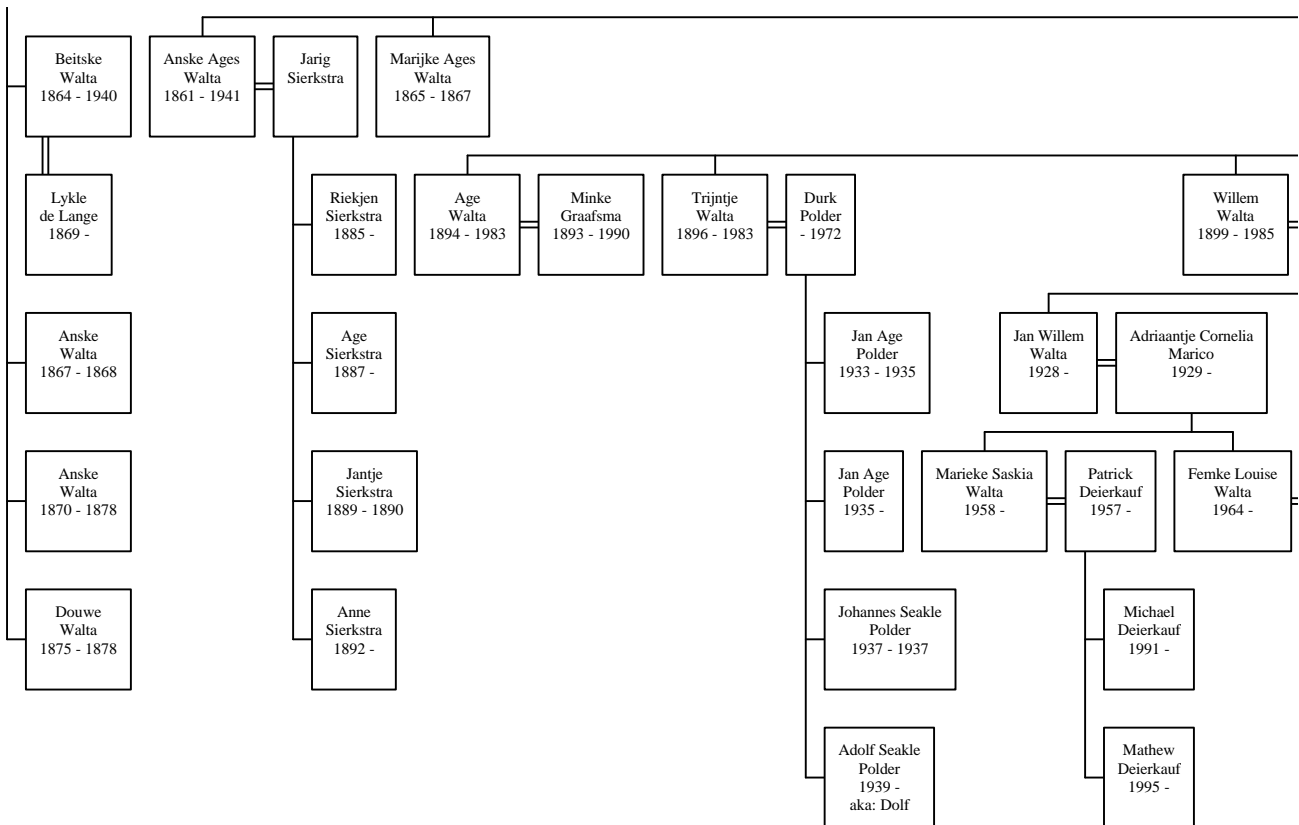 Beitske
Walta
1864 - 1940
Anske Ages
Walta
1861 - 1941
Jarig
Sierkstra
Marijke Ages
Walta
1865 - 1867
Lykle
de Lange
1869 -
Riekjen
Sierkstra
1885 -
Age
Walta
1894 - 1983
Minke
Graafsma
1893 - 1990
Trijntje
Walta
1896 - 1983
Durk
Polder
- 1972
Willem
Walta
1899 - 1985
Anske
Walta
1867 - 1868
Age
Sierkstra
1887 -
Jan Age
Polder
1933 - 1935
Jan Willem
Walta
1928 -
Adriaantje Cornelia
Marico
1929 -
Anske
Walta
1870 - 1878
Jantje
Sierkstra
1889 - 1890
Jan Age
Polder
1935 -
Marieke Saskia
Walta
1958 -
Patrick
Deierkauf
1957 -
Femke Louise
Walta
1964 -
Douwe
Walta
1875 - 1878
Anne
Sierkstra
1892 -
Johannes Seakle
Polder
1937 - 1937
Michael
Deierkauf
1991 -
Adolf Seakle
Polder
1939 -
aka: Dolf
Mathew
Deierkauf
1995 -